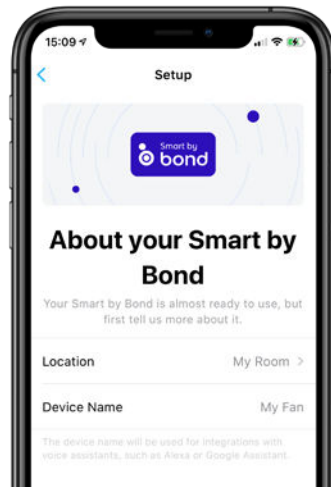 15:09
Setup
Smart by
bond
About your Smart by
Bond
Your Smart by Bond is almost ready to use, but
first tell us more about it.
Location My Room >
Device Name My Fan
The device name will be used for integrations with
voice assistants, such as Alexa or Google Assistant.